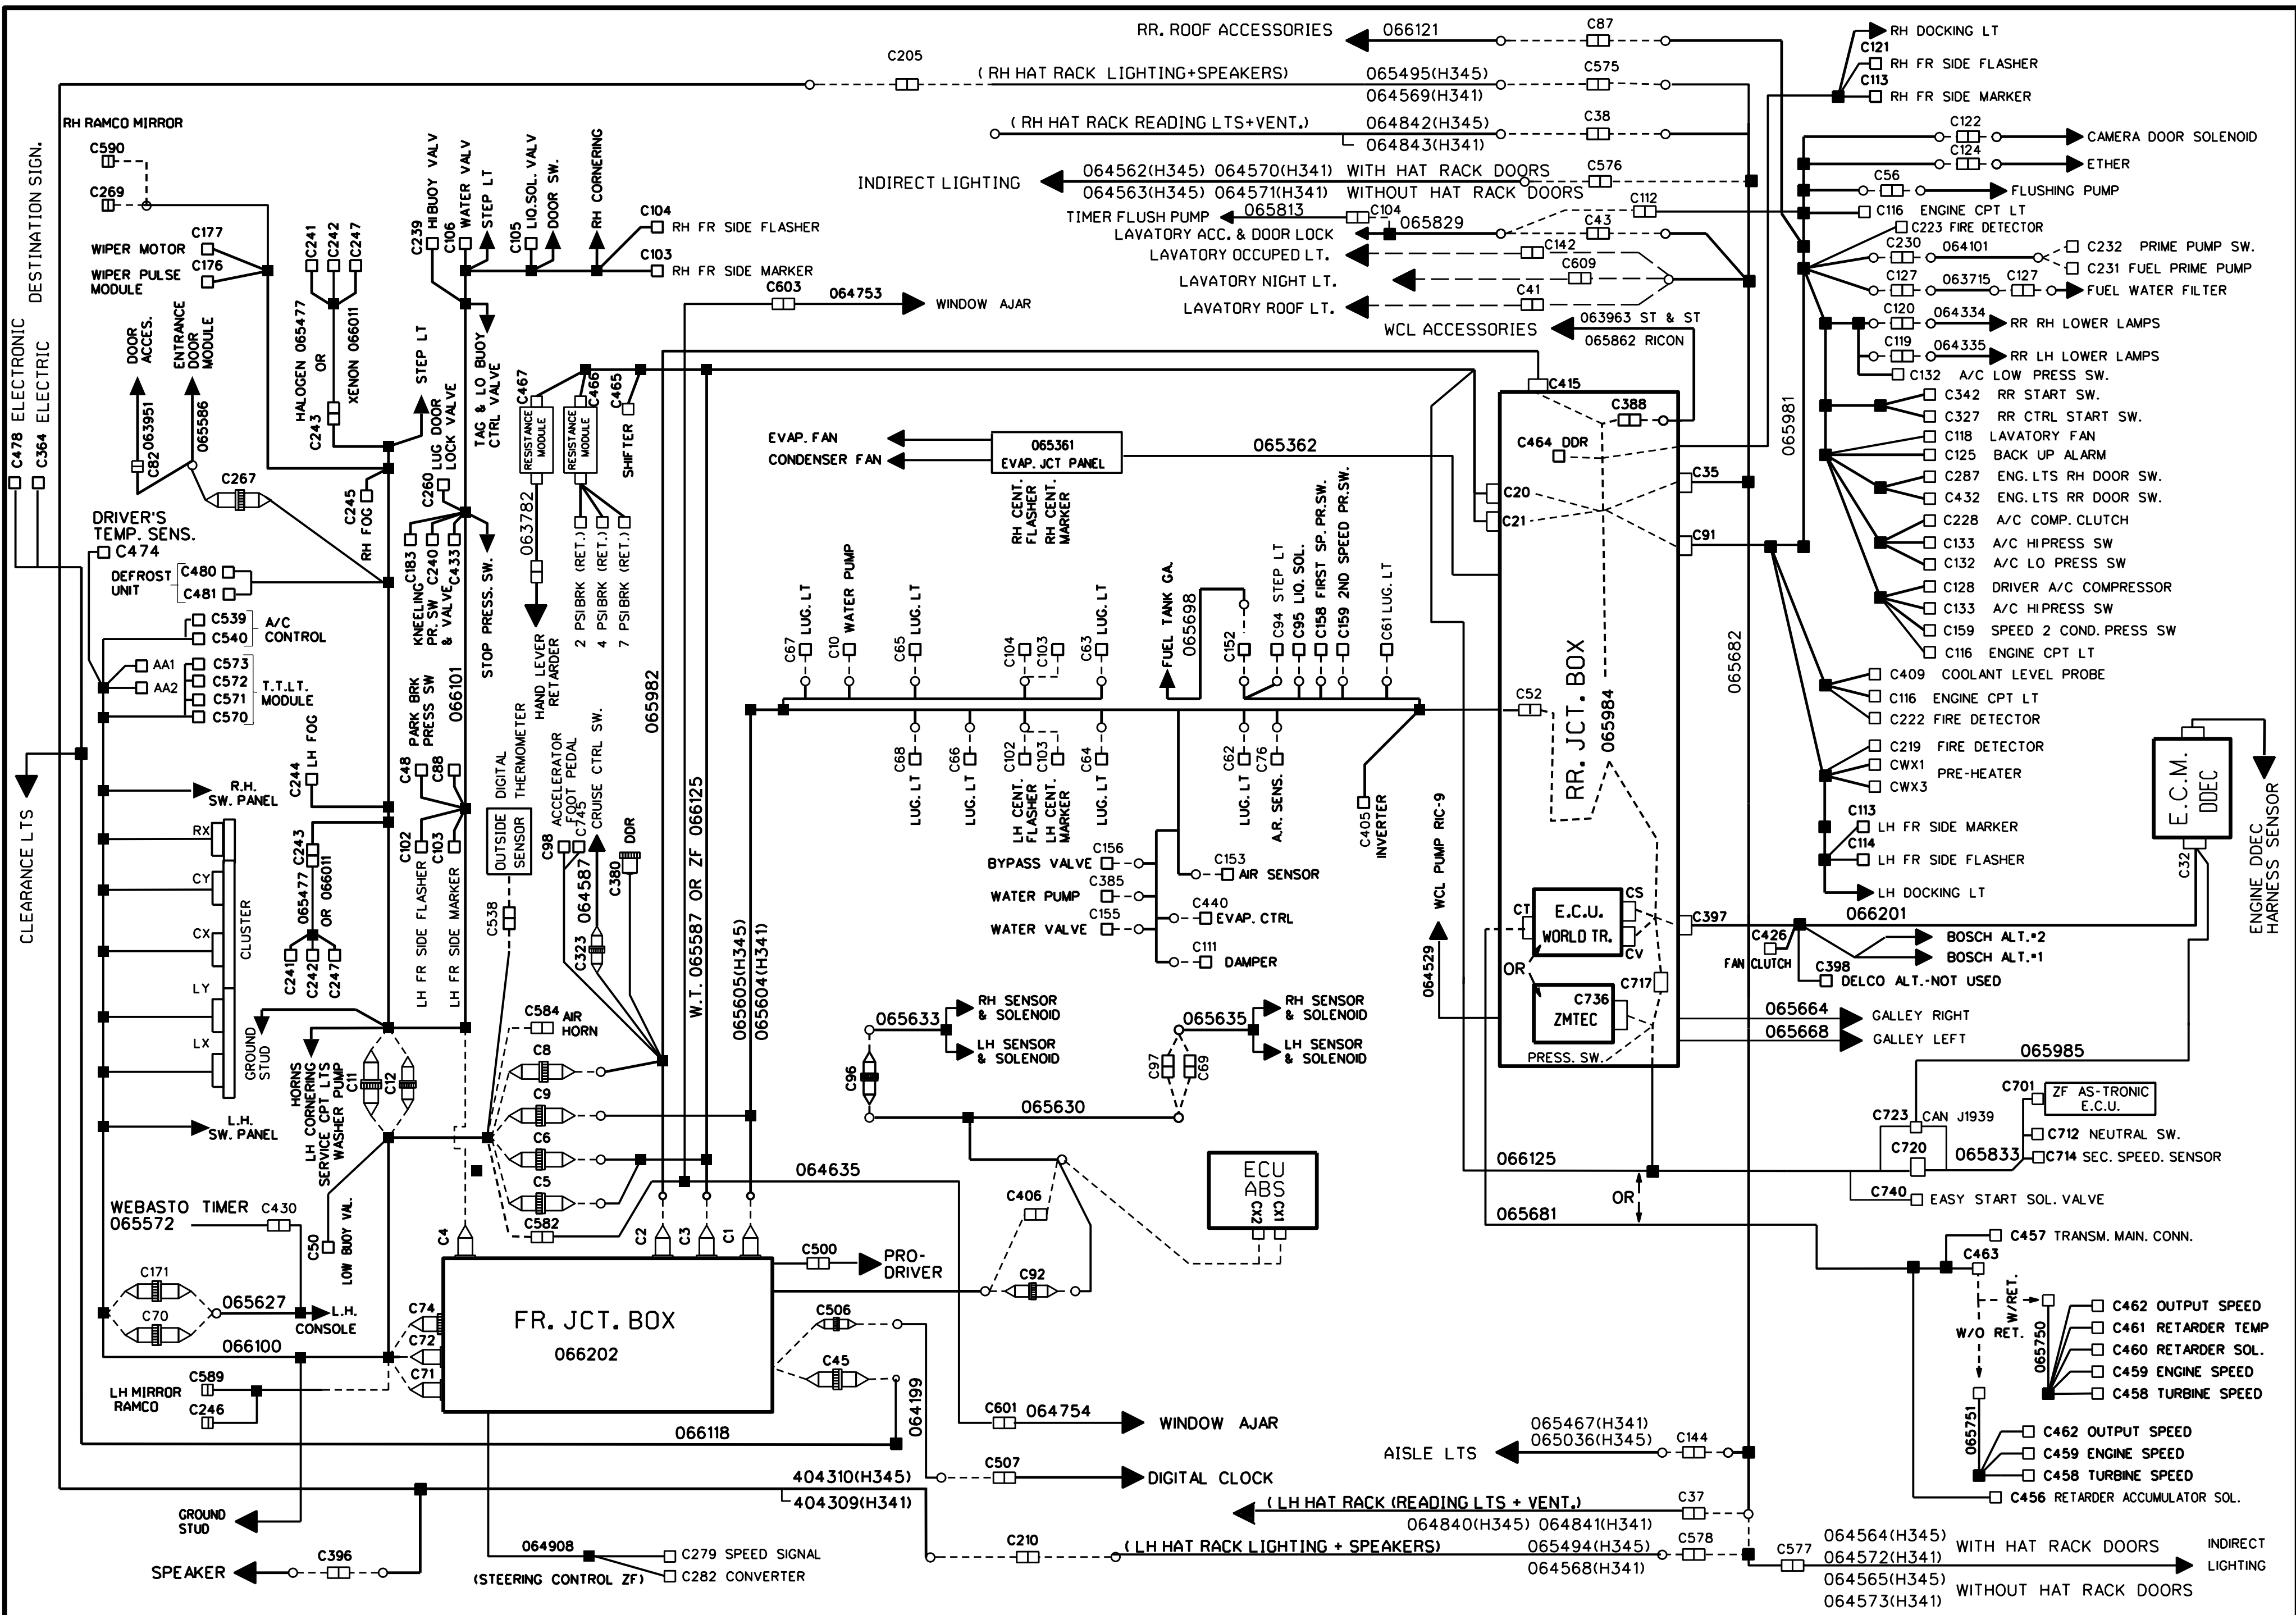 RR. ROOF ACCESSORIES
066121
C87
C205
( RH HAT RACK LIGHTING+SPEAKERS)
065495(H345)
064569(H341)
C575
( RH HAT RACK READING LTS+VENT.)
064842(H345)
064843(H341)
C38
INDIRECT LIGHTING
064562(H345) 064570(H341) WITH HAT RACK DOORS
064563(H345) 064571(H341) WITHOUT HAT RACK DOORS
C576
TIMER FLUSH PUMP
065813
C104
065829
C112
C43
LAVATORY ACC. & DOOR LOCK
LAVATORY OCCUPED LT.
C142
LAVATORY NIGHT LT.
C609
LAVATORY ROOF LT.
C41
WCL ACCESSORIES
063963 ST & ST
065862 RICON
RH DOCKING LT
C121
RH FR SIDE FLASHER
C113
RH FR SIDE MARKER
C122
CAMERA DOOR SOLENOID
C124
ETHER
C56
FLUSHING PUMP
C116 ENGINE CPT LT
C223 FIRE DETECTOR
C230
064101
C232 PRIME PUMP SW.
C231 FUEL PRIME PUMP
C127
063715
C127
FUEL WATER FILTER
C120
064334
RR RH LOWER LAMPS
C119
064335
RR LH LOWER LAMPS
C132 A/C LOW PRESS SW.
C342 RR START SW.
C327 RR CTRL START SW.
C118 LAVATORY FAN
C125 BACK UP ALARM
C287 ENG.LTS RH DOOR SW.
C432 ENG.LTS RR DOOR SW.
C228 A/C COMP. CLUTCH
C133 A/C HIPRESS SW
C132 A/C LO PRESS SW
C128 DRIVER A/C COMPRESSOR
C133 A/C HIPRESS SW
C159 SPEED 2 COND. PRESS SW
C116 ENGINE CPT LT
C409 COOLANT LEVEL PROBE
C116 ENGINE CPT LT
C222 FIRE DETECTOR
C219 FIRE DETECTOR
CWX1
PRE-HEATER
CWX3
C113
LH FR SIDE MARKER
C114
LH FR SIDE FLASHER
LH DOCKING LT
065981
065682
E.C.M.
DDEC
C32
ENGINE DDEC
HARNESS SENSOR
066201
C426
FAN CLUTCH
BOSCH ALT.#2
BOSCH ALT.#1
C398
DELCO ALT.-NOT USED
065664
GALLEY RIGHT
065668
GALLEY LEFT
065985
C701
ZF AS-TRONIC
E.C.U.
C723
CAN J1939
C720
C712 NEUTRAL SW.
065833
C714 SEC. SPEED. SENSOR
C740
EASY START SOL. VALVE
066125
OR
065681
C457 TRANSM. MAIN. CONN.
C463
W/RET.
W/O RET.
065750
C462 OUTPUT SPEED
C461 RETARDER TEMP
C460 RETARDER SOL.
C459 ENGINE SPEED
C458 TURBINE SPEED
065751
C462 OUTPUT SPEED
C459 ENGINE SPEED
C458 TURBINE SPEED
C456 RETARDER ACCUMULATOR SOL.
RR. JCT. BOX
065984
C415
C388
C464 DDR
C20
C21
C35
C91
C52
C397
CT
E.C.U.
WORLD TR.
CS
CV
OR
C717
C736
ZMTEC
PRESS. SW.
WCL PUMP RIC-9
064529
RH RAMCO MIRROR
C590
C269
DESTINATION SIGN.
C478 ELECTRONIC
C364 ELECTRIC
WIPER MOTOR
C177
WIPER PULSE
MODULE
C176
DOOR
ACCES.
ENTRANCE
DOOR
MODULE
C82 063951
065586
C267
C241
C242
C247
HALOGEN 065477
OR
XENON 066011
C243
C239 HIBUOY VALV
C106 WATER VALV
STEP LT
C105 LIQ.SOL. VALV
DOOR SW.
RH CORNERING
C104
RH FR SIDE FLASHER
C103
RH FR SIDE MARKER
C603
064753
WINDOW AJAR
TAG & LO BUOY
CTRL VALVE
STEP LT
C245
RH FOG
C260 LUG DOOR
LOCK VALVE
C183
C240
C433
KNEELING
PR. SW
& VALVE
STOP PRESS. SW.
C467
RESISTANCE
MODULE
C466
RESISTANCE
MODULE
C465
SHIFTER
063782
2 PSIBRK (RET.)
4 PSIBRK (RET.)
7 PSIBRK (RET.)
HAND LEVER
RETARDER
DRIVER'S
TEMP. SENS.
C474
DEFROST
UNIT
C480
C481
C539
C540
A/C
CONTROL
AA1
AA2
C573
C572
C571
C570
T.T.LT.
MODULE
CLEARANCE LTS
R.H.
SW. PANEL
RX
CY
CX
LY
LX
CLUSTER
L.H.
SW. PANEL
C244
LH FOG
C243
065477
OR 066011
C241
C242
C247
GROUND
STUD
HORNS
LH CORNERING
SERVICE CPT LTS
WASHER PUMP
C11
C12
PARK BRK
PRESS SW
066101
C48
C88
C102
C103
LH FR SIDE FLASHER
LH FR SIDE MARKER
DIGITAL
THERMOMETER
OUTSIDE
SENSOR
C538
ACCELERATOR
FOOT PEDAL
C98
C745
CRUISE CTRL SW.
064587
C323
C380
DDR
065982
W.T. 065587 OR ZF 066125
065605(H345)
065604(H341)
EVAP. FAN
CONDENSER FAN
065361
EVAP. JCT PANEL
065362
RH CENT.
FLASHER
RH CENT.
MARKER
C67
LUG. LT
C10
WATER PUMP
C65
LUG. LT
C104
C103
C63
LUG. LT
FUEL TANK GA.
065698
C152
C94 STEP LT
C95 LIQ. SOL.
C158 FIRST SP. PR.SW.
C159 2ND SPEED PR.SW.
C61 LUG. LT
C68
LUG. LT
C66
LUG. LT
C102
C103
LH CENT.
FLASHER
LH CENT.
MARKER
C64
LUG. LT
C62
LUG. LT
C76
A.R. SENS.
C405
INVERTER
BYPASS VALVE
C156
WATER PUMP
C385
WATER VALVE
C155
C153
AIR SENSOR
C440
EVAP. CTRL
C111
DAMPER
065633
RH SENSOR
& SOLENOID
LH SENSOR
& SOLENOID
C96
065635
RH SENSOR
& SOLENOID
LH SENSOR
& SOLENOID
C97
C69
065630
C584
AIR
HORN
C8
C9
C6
C5
C582
064635
C406
C92
ECU
ABS
CX2
CX1
C4
C2
C3
C1
FR. JCT. BOX
066202
C500
PRO-
DRIVER
C506
C45
064199
C74
C72
C71
WEBASTO TIMER
065572
C430
C50
LOW BUOY VAL.
C171
C70
065627
L.H.
CONSOLE
066100
C589
LH MIRROR
RAMCO
C246
066118
C601
064754
WINDOW AJAR
C507
DIGITAL CLOCK
404310(H345)
404309(H341)
GROUND
STUD
SPEAKER
C396
064908
(STEERING CONTROL ZF)
C279 SPEED SIGNAL
C282 CONVERTER
C210
( LH HAT RACK LIGHTING + SPEAKERS)
065494(H345)
064568(H341)
C578
AISLE LTS
065467(H341)
065036(H345)
C144
( LH HAT RACK (READING LTS + VENT.)
064840(H345) 064841(H341)
C37
C577
064564(H345)
064572(H341)
WITH HAT RACK DOORS
064565(H345)
064573(H341)
WITHOUT HAT RACK DOORS
INDIRECT
LIGHTING